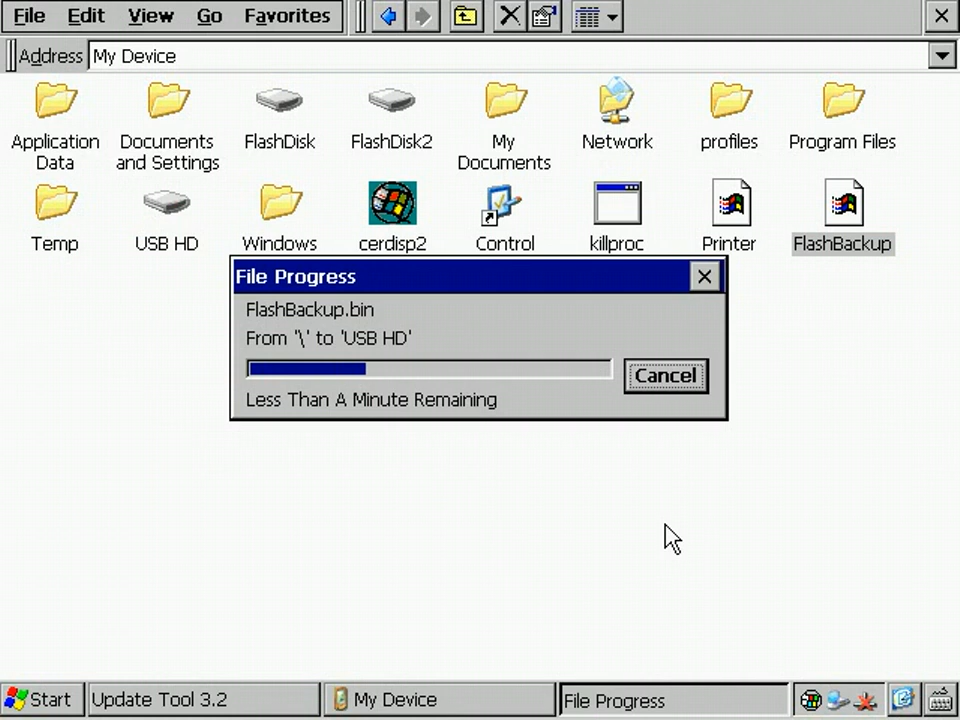 File Edit View Go Favorites
Address My Device
Application Data
Documents and Settings
FlashDisk
FlashDisk2
My Documents
Network
profiles
Program Files
Temp
USB HD
Windows
cerdisp2
Control
killproc
Printer
FlashBackup
File Progress
FlashBackup.bin
From '\' to 'USB HD'
Cancel
Less Than A Minute Remaining
Start
Update Tool 3.2
My Device
File Progress